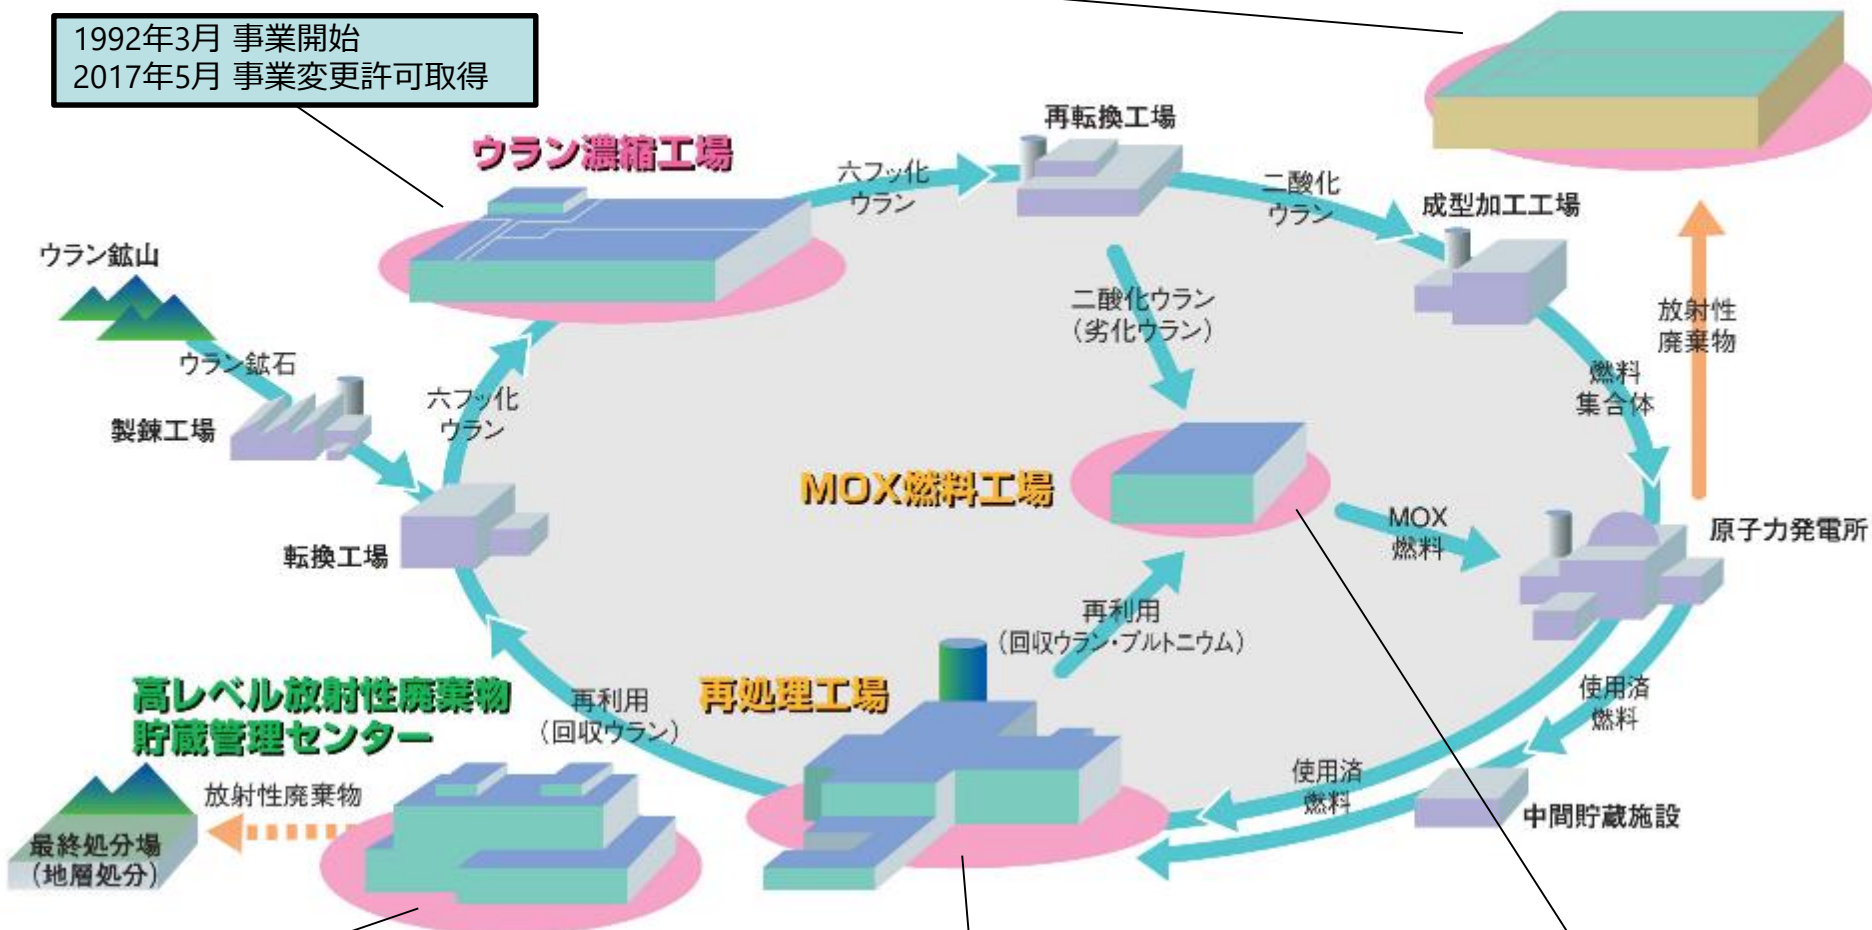 1992年3月 事業開始
2017年5月 事業変更許可取得
ウラン濃縮工場
六フッ化
ウラン
再転換工場
二酸化
ウラン
成型加工工場
ウラン鉱山
ウラン鉱石
製錬工場
六フッ化
ウラン
転換工場
二酸化ウラン
（劣化ウラン）
燃料
集合体
放射性
廃棄物
MOX燃料工場
MOX
燃料
原子力発電所
再利用
（回収ウラン・プルトニウム）
高レベル放射性廃棄物
貯蔵管理センター
再利用
（回収ウラン）
再処理工場
使用済
燃料
使用済
燃料
中間貯蔵施設
放射性廃棄物
最終処分場
（地層処分）